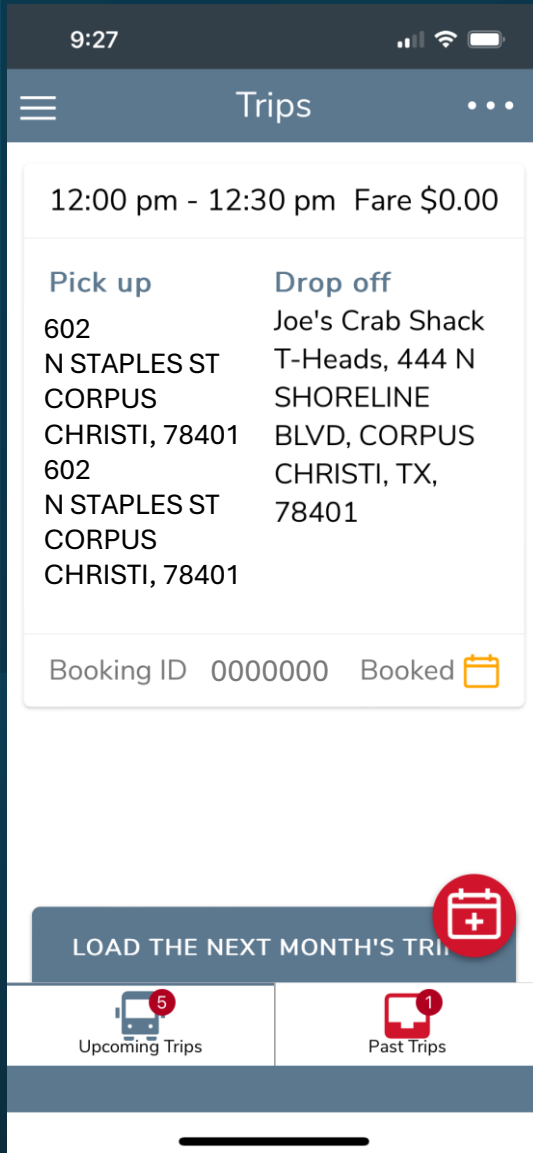 9:27
Trips
12:00 pm - 12:30 pm Fare $0.00
Pick up
602
N STAPLES ST
CORPUS
CHRISTI, 78401
602
N STAPLES ST
CORPUS
CHRISTI, 78401
Drop off
Joe's Crab Shack
T-Heads, 444 N
SHORELINE
BLVD, CORPUS
CHRISTI, TX,
78401
Booking ID 0000000 Booked
LOAD THE NEXT MONTH'S
5
Upcoming Trips
1
Past Trips